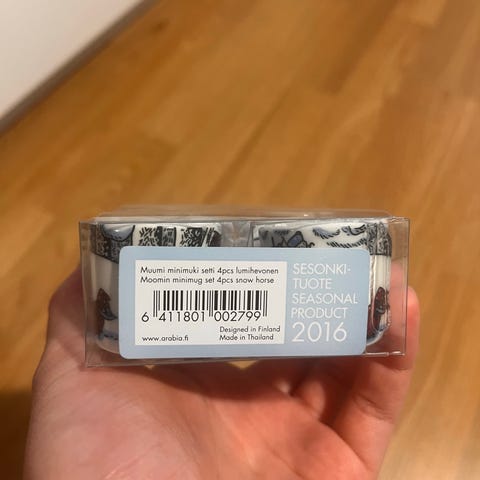 Muumi minimuki setti 4pcs lumihevonen
Moomin minimug set 4pcs snow horse
6 411801 002799
www.arabia.fi
Designed in Finland
Made in Thailand
SESONKI-
TUOTE
SEASONAL
PRODUCT
2016